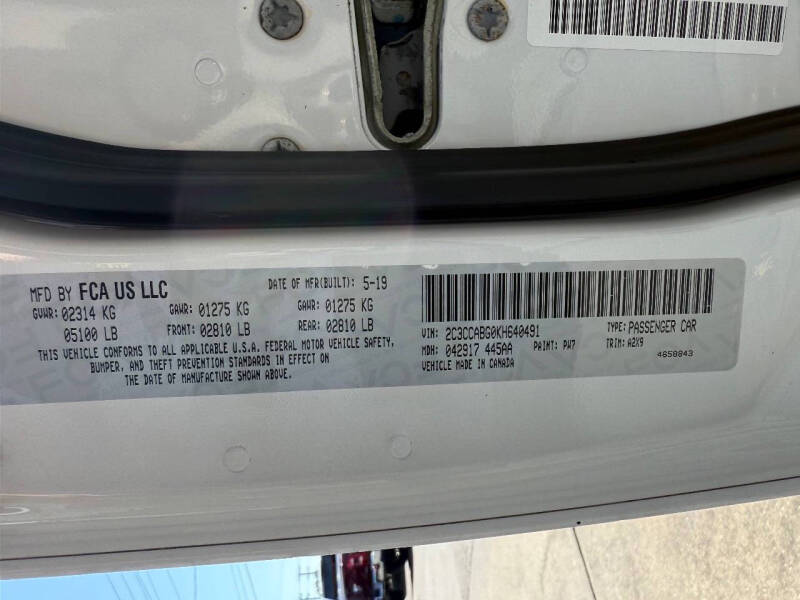 MFD BY FCA US LLC DATE OF MFR(BUILT): 5-19
GVWR: 02314 KG GAWR: 01275 KG GAWR: 01275 KG
05100 LB FRONT: 02810 LB REAR: 02810 LB
THIS VEHICLE CONFORMS TO ALL APPLICABLE U.S.A. FEDERAL MOTOR VEHICLE SAFETY,
BUMPER, AND THEFT PREVENTION STANDARDS IN EFFECT ON
THE DATE OF MANUFACTURE SHOWN ABOVE.
VIN: 2C3CCABG0KH640491 TYPE: PASSENGER CAR
MDH: 042917 445AA PAINT: PW7 TRIM: A2X9
VEHICLE MADE IN CANADA 4658843